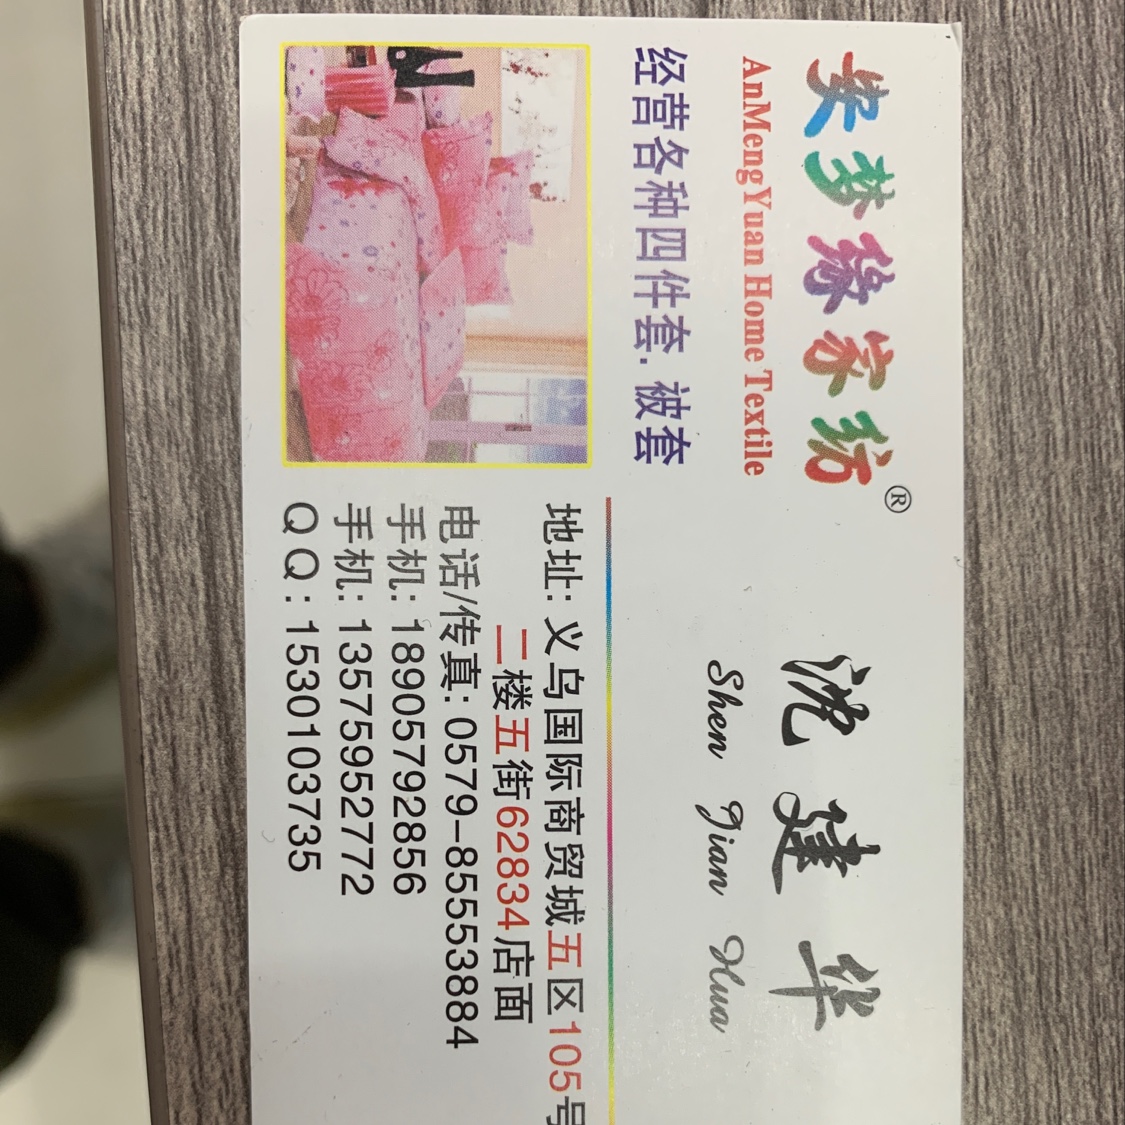 安梦缘家纺®
AnMengYuan Home Textile
经营各种四件套.被套
沈建华
Shen Jian Hua
地址: 义乌国际商贸城五区105号
二楼五街62834店面
电话/传真: 0579-85553884
手机: 18905792856
手机: 13575952772
QQ: 1530103735